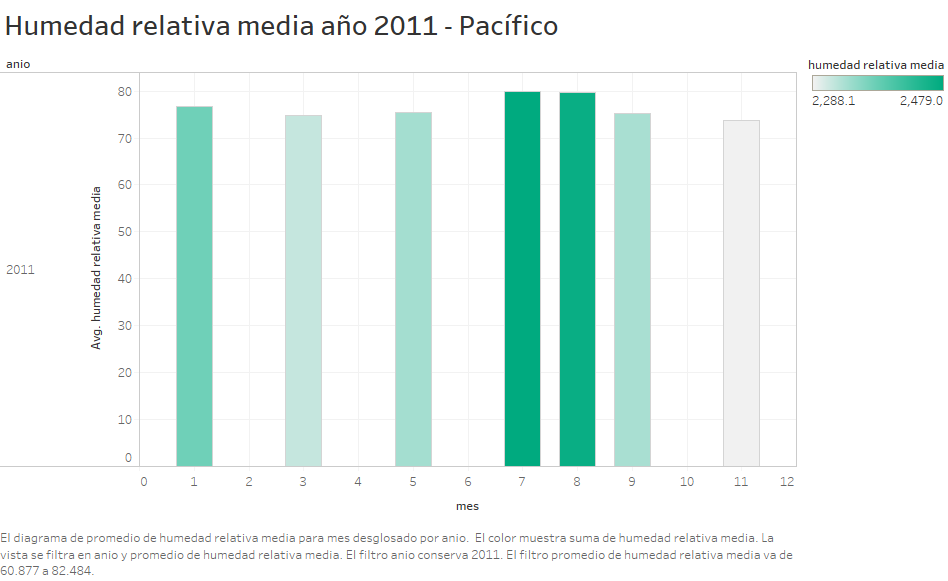 Humedad relativa media año 2011 - Pacífico
anio
humedad relativa media
2,288.1 2,479.0
80
70
60
50
40
30
20
10
0
Avg. humedad relativa media
2011
0 1 2 3 4 5 6 7 8 9 10 11 12
mes
El diagrama de promedio de humedad relativa media para mes desglosado por anio.  El color muestra suma de humedad relativa media. La
vista se filtra en anio y promedio de humedad relativa media. El filtro anio conserva 2011. El filtro promedio de humedad relativa media va de
60.877 a 82.484.